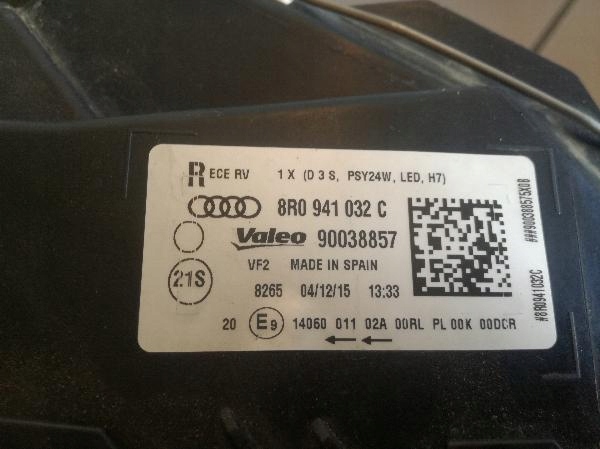 R ECE RV 1 X (D 3 S, PSY24W, LED, H7)
8R0 941 032 C
Valeo 90038857
VF2 MADE IN SPAIN
21S
8265 04/12/15 13:33
20 E9 14060 011 02A 00RL PL 00K 00DCR
###90038857SX0B
#8R0941032C